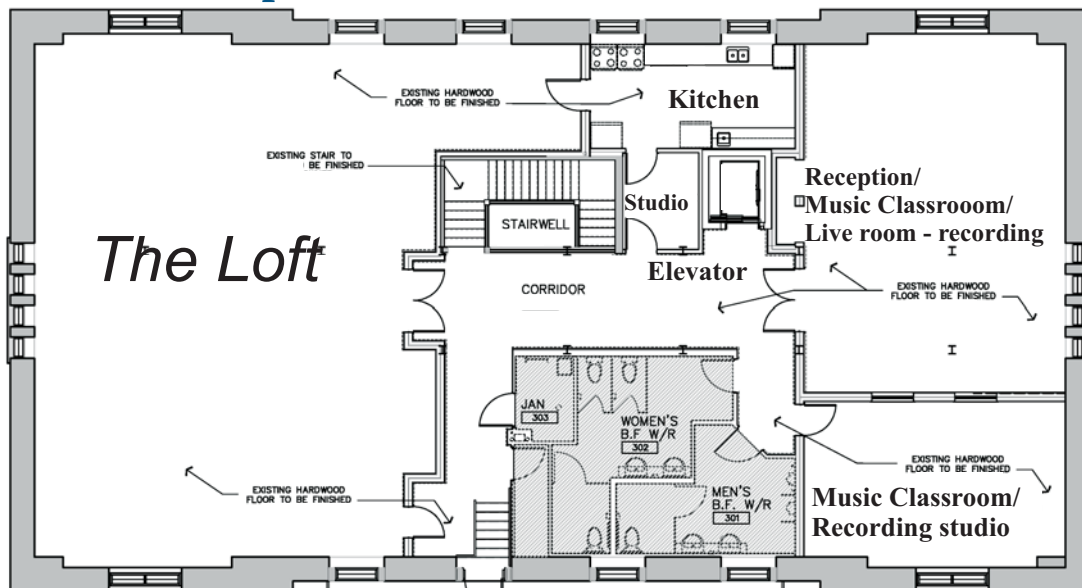 EXISTING HARDWOOD
FLOOR TO BE FINISHED
Kitchen
EXISTING STAIR TO
BE FINISHED
STAIRWELL
Studio
Reception/
Music Classrooom/
Live room - recording
The Loft
Elevator
CORRIDOR
EXISTING HARDWOOD
FLOOR TO BE FINISHED
JAN
303
WOMEN'S
B.F W/R
302
EXISTING HARDWOOD
FLOOR TO BE FINISHED
EXISTING HARDWOOD
FLOOR TO BE FINISHED
MEN'S
B.F. W/R
301
Music Classroom/
Recording studio